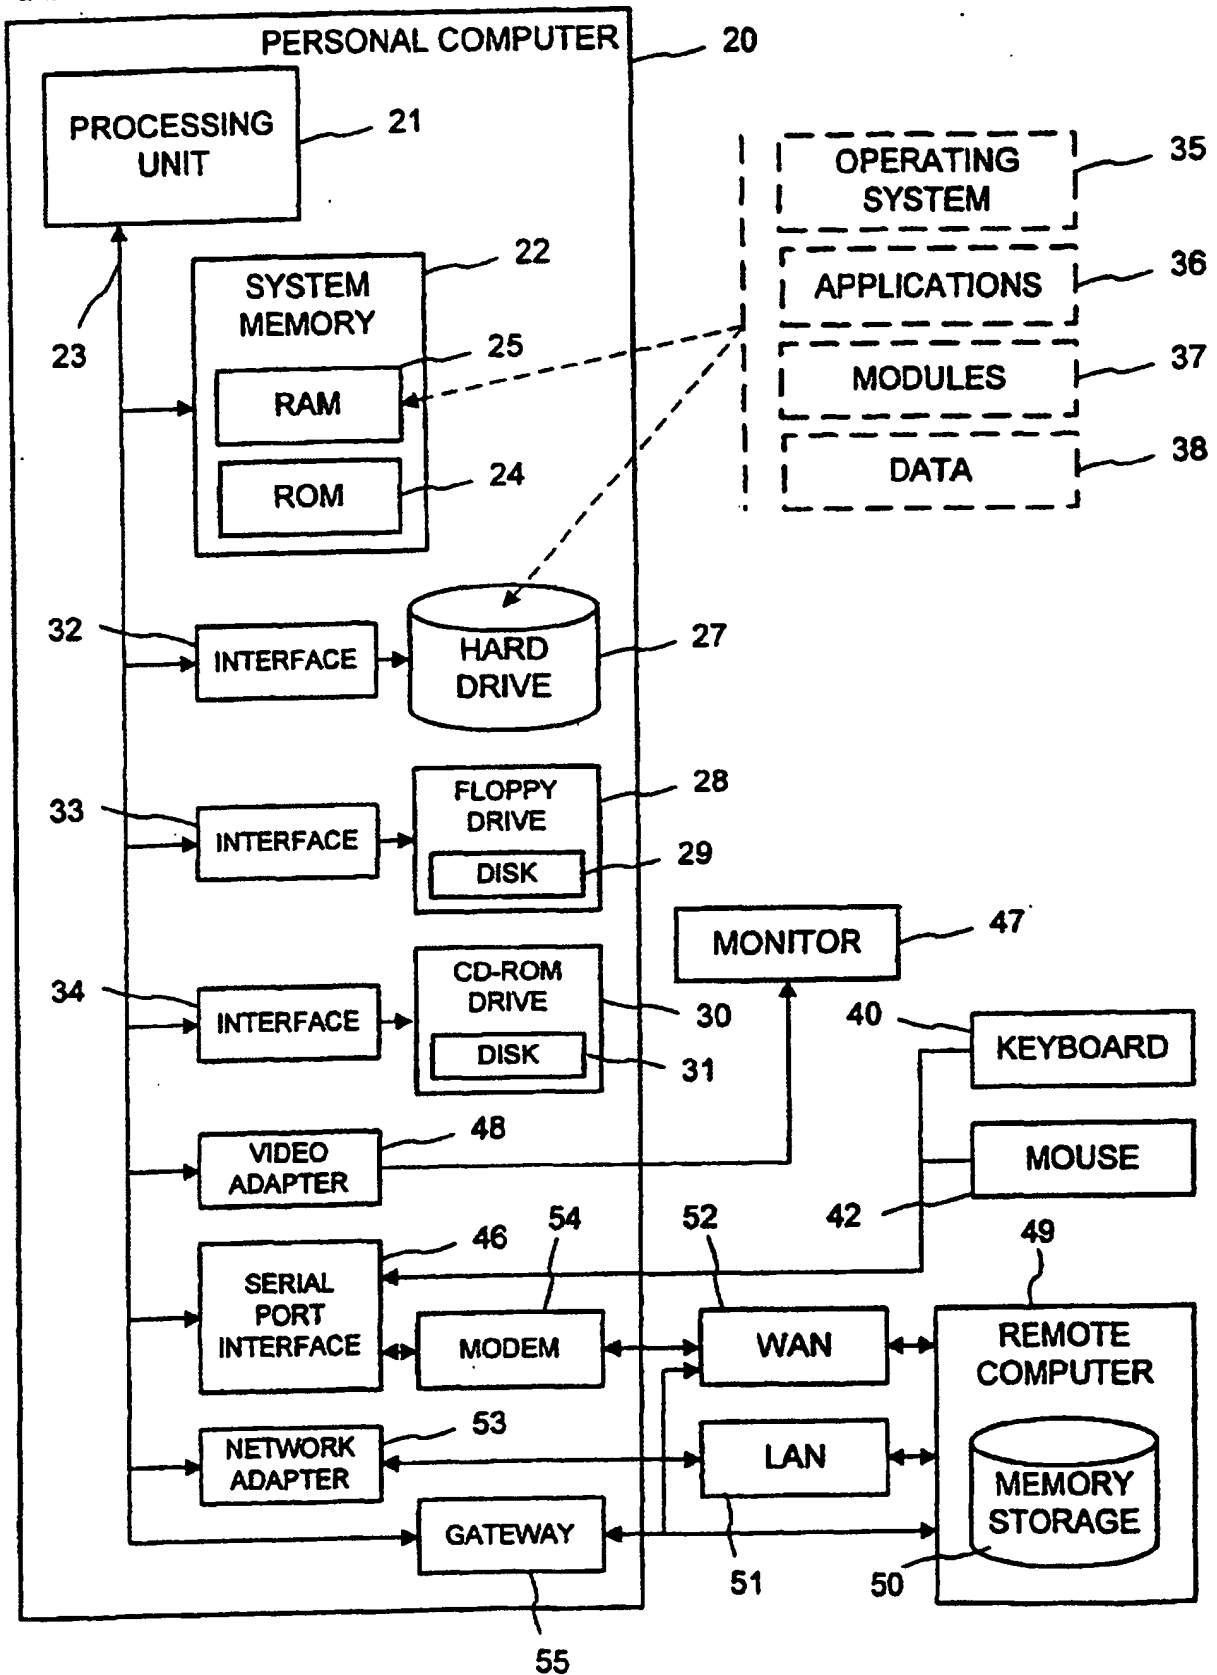 PERSONAL COMPUTER
20
PROCESSING
UNIT
21
23
SYSTEM
MEMORY
22
RAM
25
ROM
24
OPERATING
SYSTEM
35
APPLICATIONS
36
MODULES
37
DATA
38
32
INTERFACE
HARD
DRIVE
27
33
INTERFACE
FLOPPY
DRIVE
28
DISK
29
34
INTERFACE
CD-ROM
DRIVE
30
DISK
31
MONITOR
47
40
KEYBOARD
MOUSE
42
VIDEO
ADAPTER
48
SERIAL
PORT
INTERFACE
46
MODEM
54
WAN
52
REMOTE
COMPUTER
49
NETWORK
ADAPTER
53
LAN
51
MEMORY
STORAGE
50
GATEWAY
55